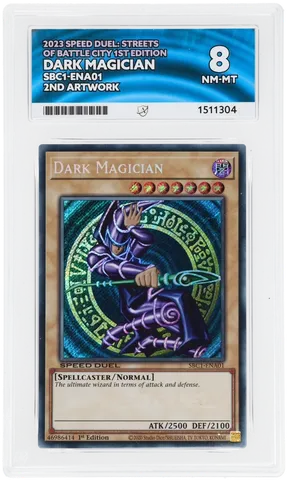 2023 SPEED DUEL: STREETS
OF BATTLE CITY 1ST EDITION
DARK MAGICIAN
SBC1-ENA01
2ND ARTWORK
8
NM-MT
1511304
DARK MAGICIAN
SPEED DUEL
SBC1-ENA01
[SPELLCASTER/NORMAL]
The ultimate wizard in terms of attack and defense.
ATK/2500 DEF/2100
46986414 1st Edition